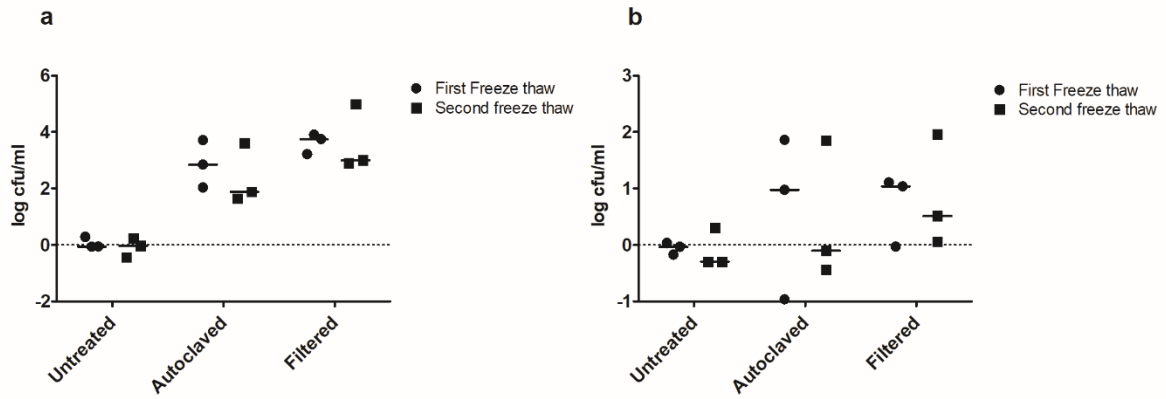 a
log cfu/ml
6
4
2
0
-2
Untreated
Autoclaved
Filtered
First Freeze thaw
Second freeze thaw
b
log cfu/ml
3
2
1
0
-1
Untreated
Autoclaved
Filtered
First Freeze thaw
Second freeze thaw